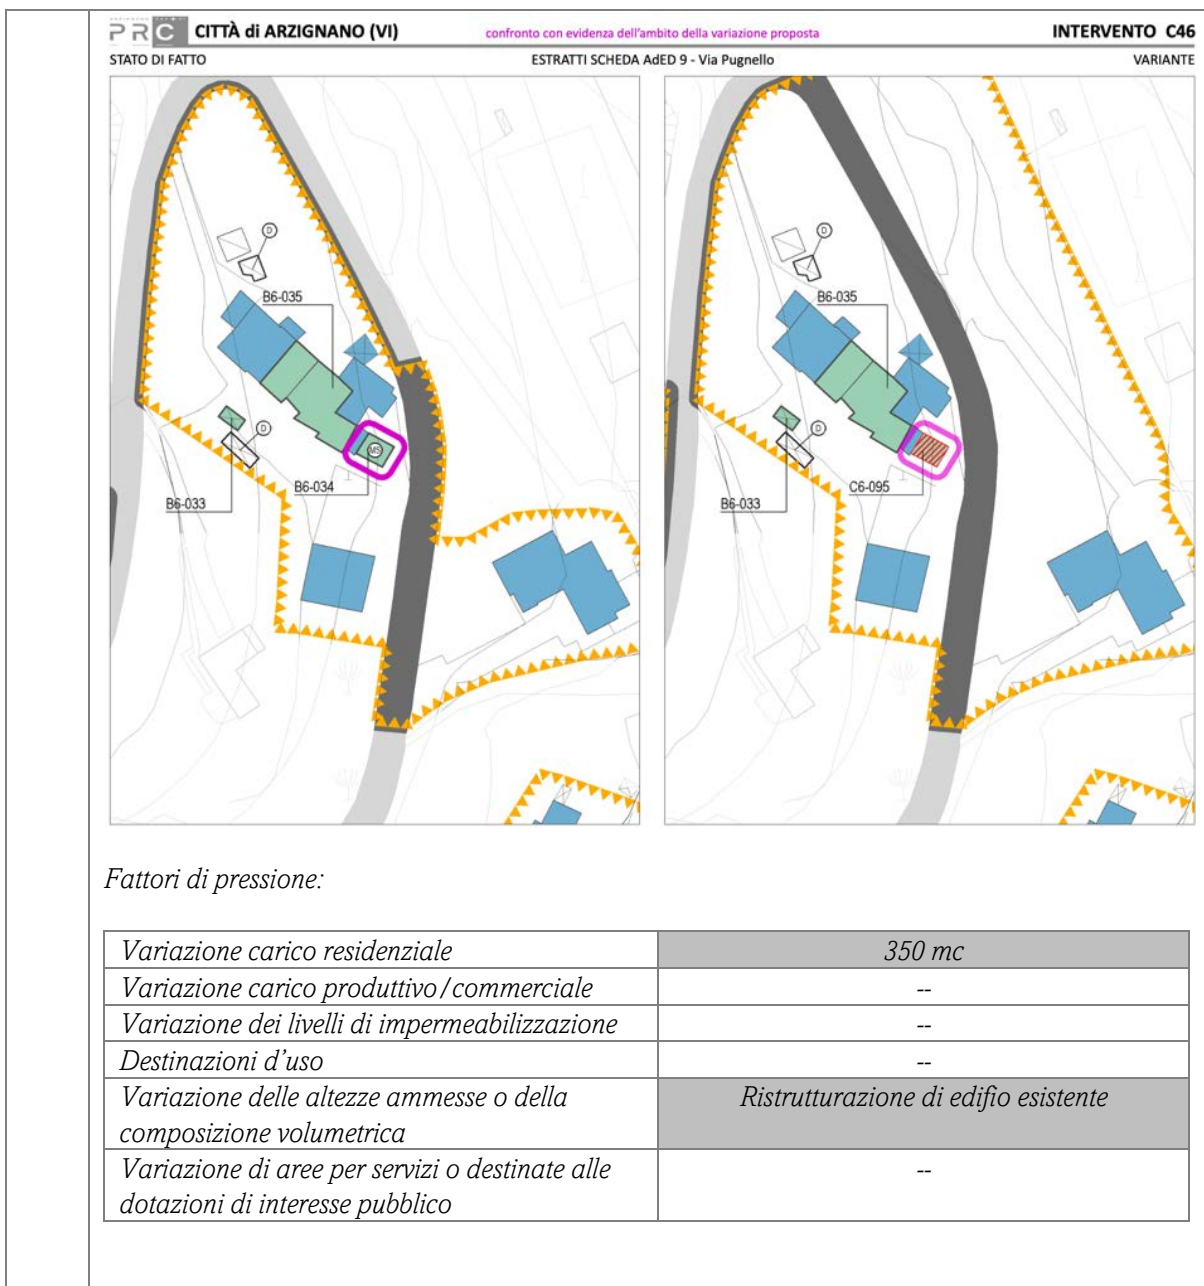 PRC CITTÀ di ARZIGNANO (VI) confronto con evidenza dell'ambito della variazione proposta INTERVENTO C46
STATO DI FATTO ESTRATTI SCHEDA AdED 9 - Via Pugnello VARIANTE
D
B6-035
D
B6-034
B6-033
MS
D
B6-035
D
C6-095
B6-033
Fattori di pressione:
Variazione carico residenziale 350 mc
Variazione carico produttivo/commerciale --
Variazione dei livelli di impermeabilizzazione --
Destinazioni d'uso --
Variazione delle altezze ammesse o della Ristrutturazione di edifio esistente
composizione volumetrica
Variazione di aree per servizi o destinate alle --
dotazioni di interesse pubblico